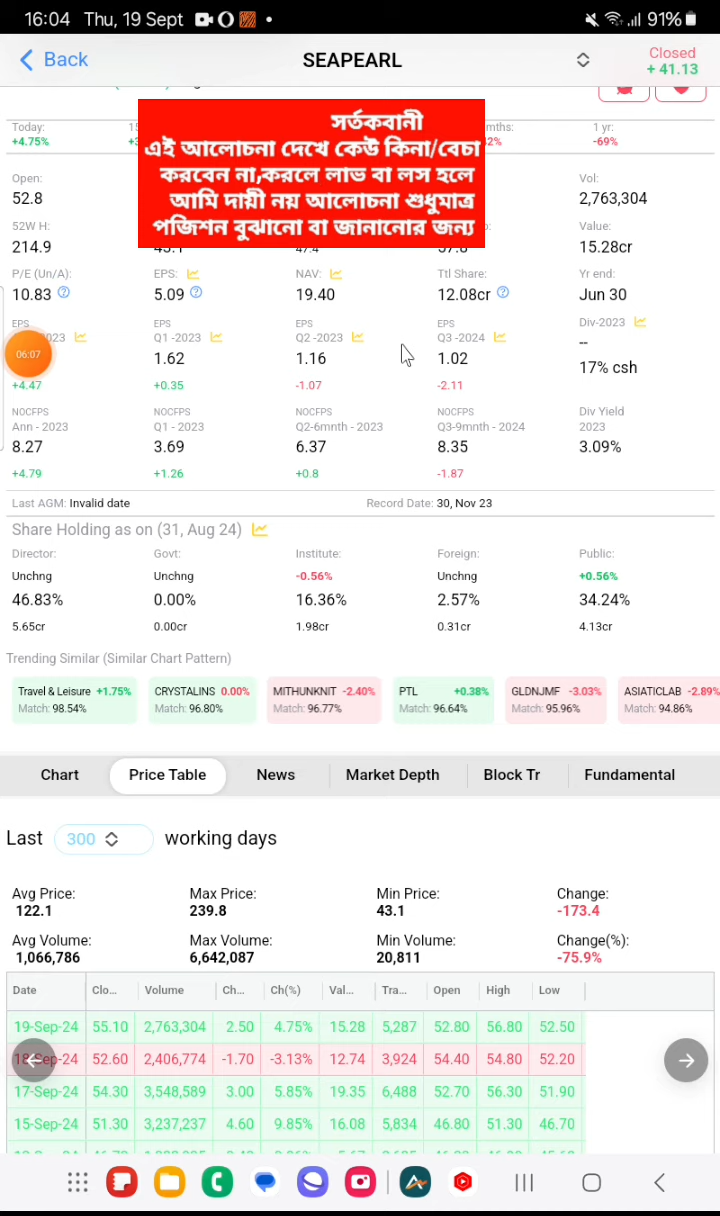 16:04 Thu, 19 Sept 91%
Back SEAPEARL Closed
+ 41.13
Today: mths: 1 yr:
+4.75% -69%
সর্তকবানী
এই আলোচনা দেখে কেউ কিনা/বেচা
করবেন না,করলে লাভ বা লস হলে
আমি দায়ী নয় আলোচনা শুধুমাত্র
পজিশন বুঝানো বা জানানোর জন্য
Open: Vol:
52.8 2,763,304
52W H: Value:
214.9 15.28cr
P/E (Un/A): EPS: NAV: Ttl Share: Yr end:
10.83 5.09 19.40 12.08cr Jun 30
EPS EPS EPS EPS Div-2023
2023 Q1 -2023 Q2 -2023 Q3 -2024 --
06:07 1.62 1.16 1.02 17% csh
+4.47 +0.35 -1.07 -2.11
NOCFPS NOCFPS NOCFPS NOCFPS Div Yield
Ann - 2023 Q1 - 2023 Q2-6mnth - 2023 Q3-9mnth - 2024 2023
8.27 3.69 6.37 8.35 3.09%
+4.79 +1.26 +0.8 -1.87
Last AGM: Invalid date Record Date: 30, Nov 23
Share Holding as on (31, Aug 24)
Director: Govt: Institute: Foreign: Public:
Unchng Unchng -0.56% Unchng +0.56%
46.83% 0.00% 16.36% 2.57% 34.24%
5.65cr 0.00cr 1.98cr 0.31cr 4.13cr
Trending Similar (Similar Chart Pattern)
Travel & Leisure +1.75% CRYSTALINS 0.00% MITHUNKNIT -2.40% PTL +0.38% GLDNJMF -3.03% ASIATICLAB -2.89%
Match: 98.54% Match: 96.80% Match: 96.77% Match: 96.64% Match: 95.96% Match: 94.86%
Chart Price Table News Market Depth Block Tr Fundamental
Last 300 working days
Avg Price: Max Price: Min Price: Change:
122.1 239.8 43.1 -173.4
Avg Volume: Max Volume: Min Volume: Change(%):
1,066,786 6,642,087 20,811 -75.9%
Date Clo... Volume Ch... Ch(%) Val... Tra... Open High Low
19-Sep-24 55.10 2,763,304 2.50 4.75% 15.28 5,287 52.80 56.80 52.50
18-Sep-24 52.60 2,406,774 -1.70 -3.13% 12.74 3,924 54.40 54.80 52.20
17-Sep-24 54.30 3,548,589 3.00 5.85% 19.35 6,488 52.70 56.30 51.90
15-Sep-24 51.30 3,237,237 4.60 9.85% 16.08 5,834 46.80 51.30 46.70